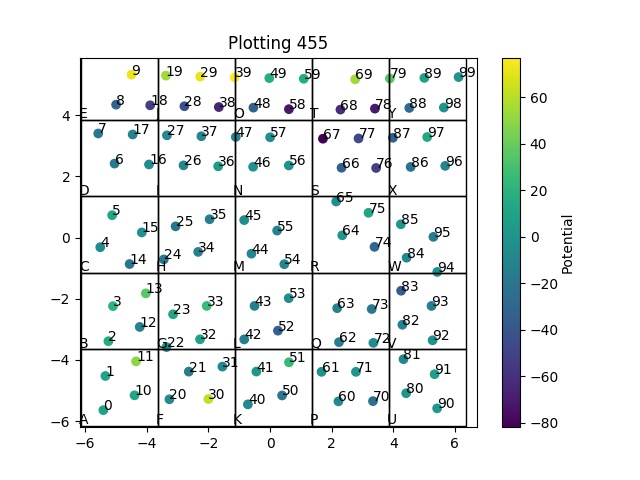 Plotting 455
9 19 29 39 49 59 69 79 89 99
8 18 28 38 48 58 68 78 88 98
E O T Y
7 17 27 37 47 57 67 77 87 97
6 16 26 36 46 56 66 76 86 96
D I N S X
5 15 25 35 45 55 65 75 85 95
4 14 24 34 44 54 64 74 84 94
C H M R W
3 13 23 33 43 53 63 73 83 93
2 12 22 32 42 52 62 72 82 92
B G L Q V
1 11 21 31 41 51 61 71 81 91
0 10 20 30 40 50 60 70 80 90
A F K P U
4
2
0
−2
−4
−6
−6 −4 −2 0 2 4 6
60
40
20
0
−20
−40
−60
−80
Potential